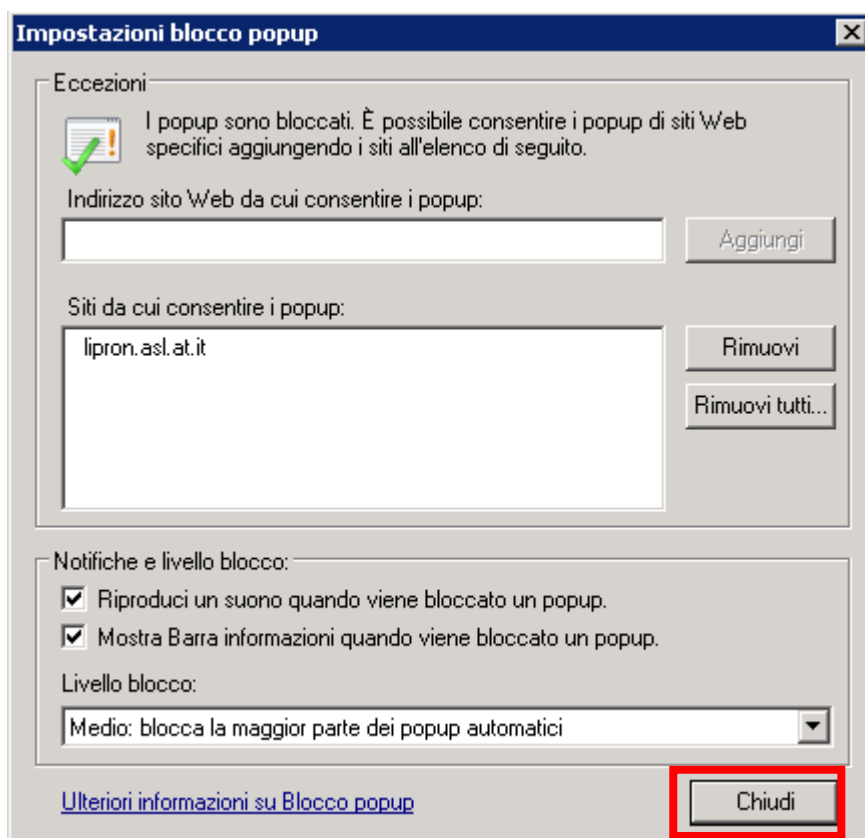 Impostazioni blocco popup
Eccezioni
I popup sono bloccati. È possibile consentire i popup di siti Web
specifici aggiungendo i siti all'elenco di seguito.
Indirizzo sito Web da cui consentire i popup:
Aggiungi
Siti da cui consentire i popup:
lipron.asl.at.it
Rimuovi
Rimuovi tutti...
Notifiche e livello blocco:
Riproduci un suono quando viene bloccato un popup.
Mostra Barra informazioni quando viene bloccato un popup.
Livello blocco:
Medio: blocca la maggior parte dei popup automatici
Ulteriori informazioni su Blocco popup
Chiudi